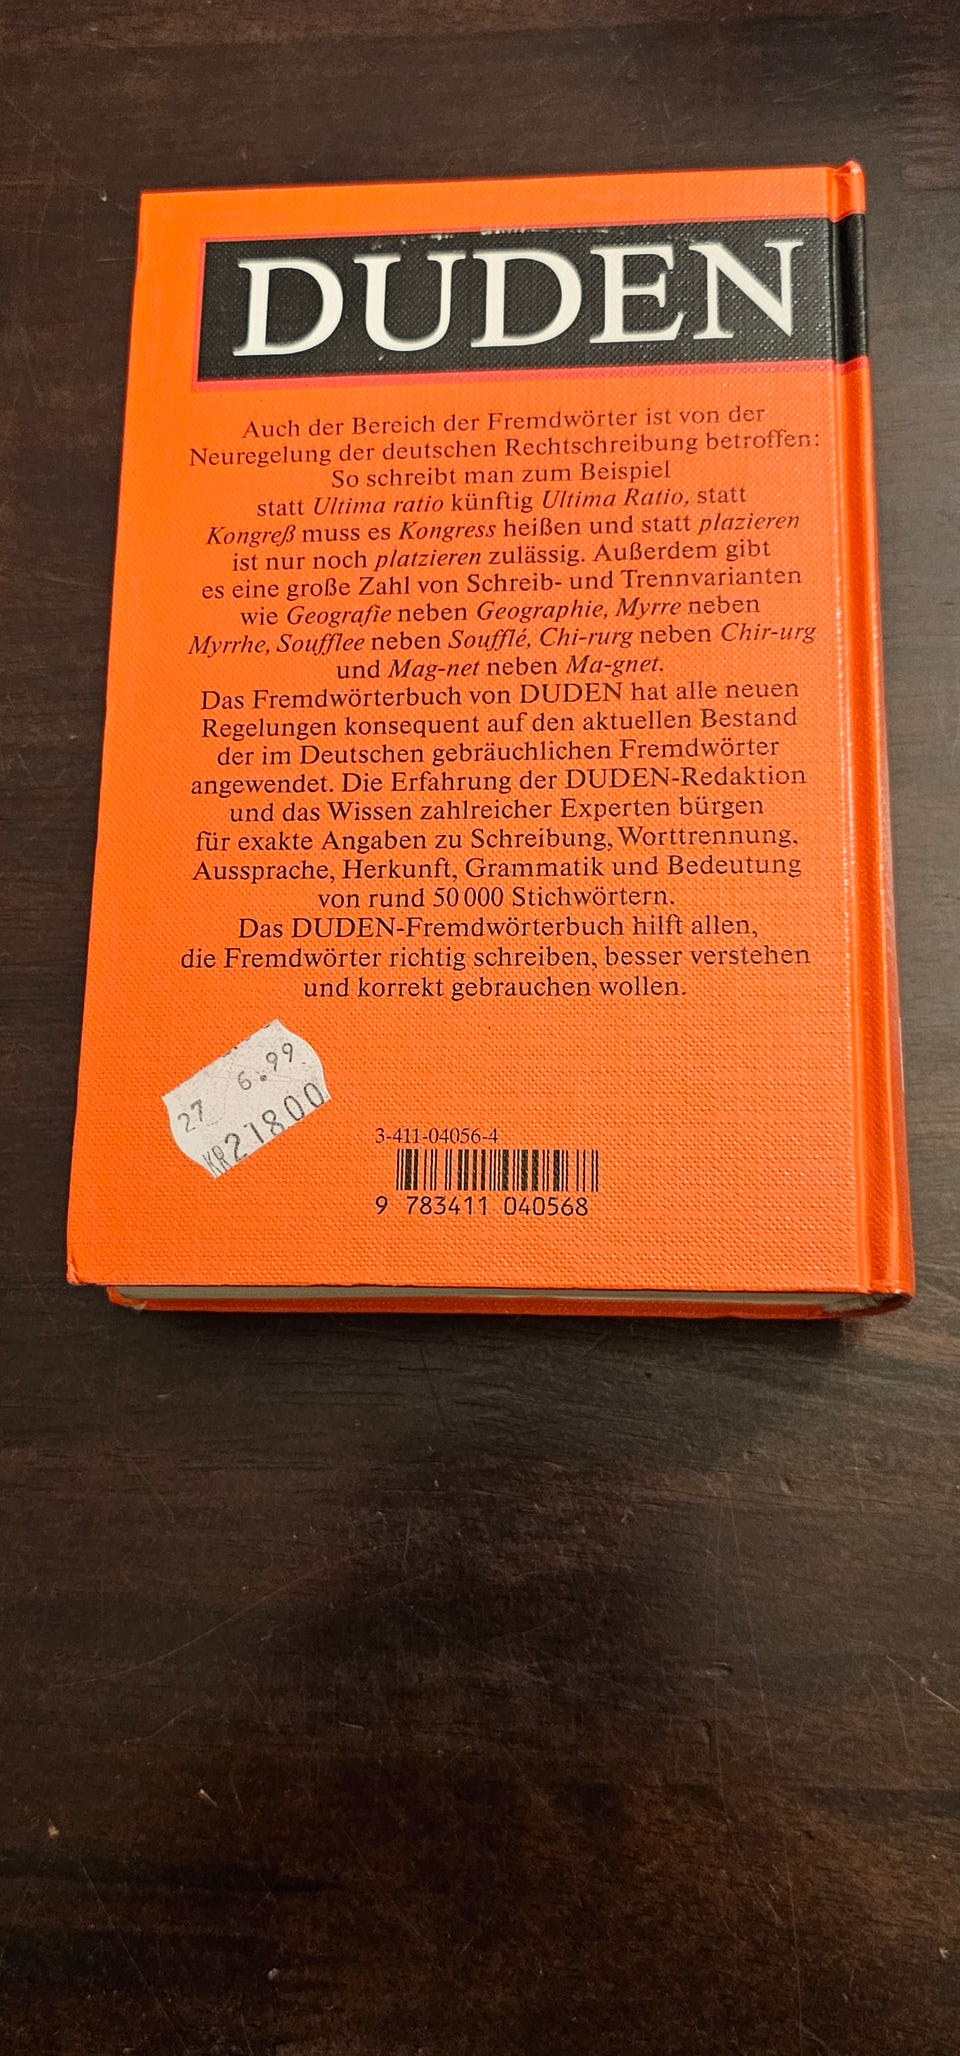 DUDEN
Auch der Bereich der Fremdwörter ist von der
Neuregelung der deutschen Rechtschreibung betroffen:
So schreibt man zum Beispiel
statt Ultima ratio künftig Ultima Ratio, statt
Kongreß muss es Kongress heißen und statt plazieren
ist nur noch platzieren zulässig. Außerdem gibt
es eine große Zahl von Schreib- und Trennvarianten
wie Geografie neben Geographie, Myrre neben
Myrrhe, Soufflee neben Soufflé, Chi-rurg neben Chir-urg
und Mag-net neben Ma-gnet.
Das Fremdwörterbuch von DUDEN hat alle neuen
Regelungen konsequent auf den aktuellen Bestand
der im Deutschen gebräuchlichen Fremdwörter
angewendet. Die Erfahrung der DUDEN-Redaktion
und das Wissen zahlreicher Experten bürgen
für exakte Angaben zu Schreibung, Worttrennung,
Aussprache, Herkunft, Grammatik und Bedeutung
von rund 50 000 Stichwörtern.
Das DUDEN-Fremdwörterbuch hilft allen,
die Fremdwörter richtig schreiben, besser verstehen
und korrekt gebrauchen wollen.
27 6.99
KR21800
3-411-04056-4
9 783411 040568